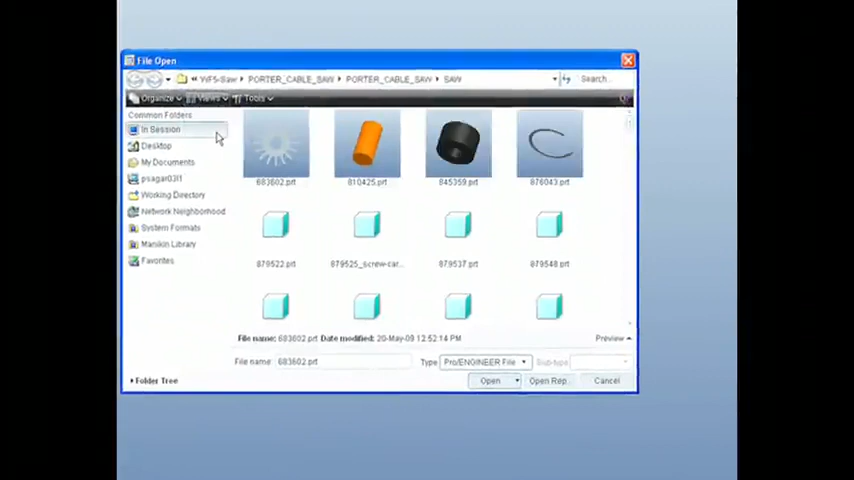 File Open
WF5-Saw PORTER_CABLE_SAW PORTER_CABLE_SAW SAW Search...
Organize Views Tools
Common Folders
In Session
Desktop
My Documents
psagar03l1
Working Directory
Network Neighborhood
System Formats
Manikin Library
Favorites
683602.prt 810425.prt 845359.prt 876043.prt
879522.prt 879525_screw-car... 879537.prt 879548.prt
File name: 683602.prt Date modified: 20-May-09 12:52:14 PM Preview
File name 683602.prt Type Pro/ENGINEER File Sub-type
Folder Tree Open Open Rep... Cancel